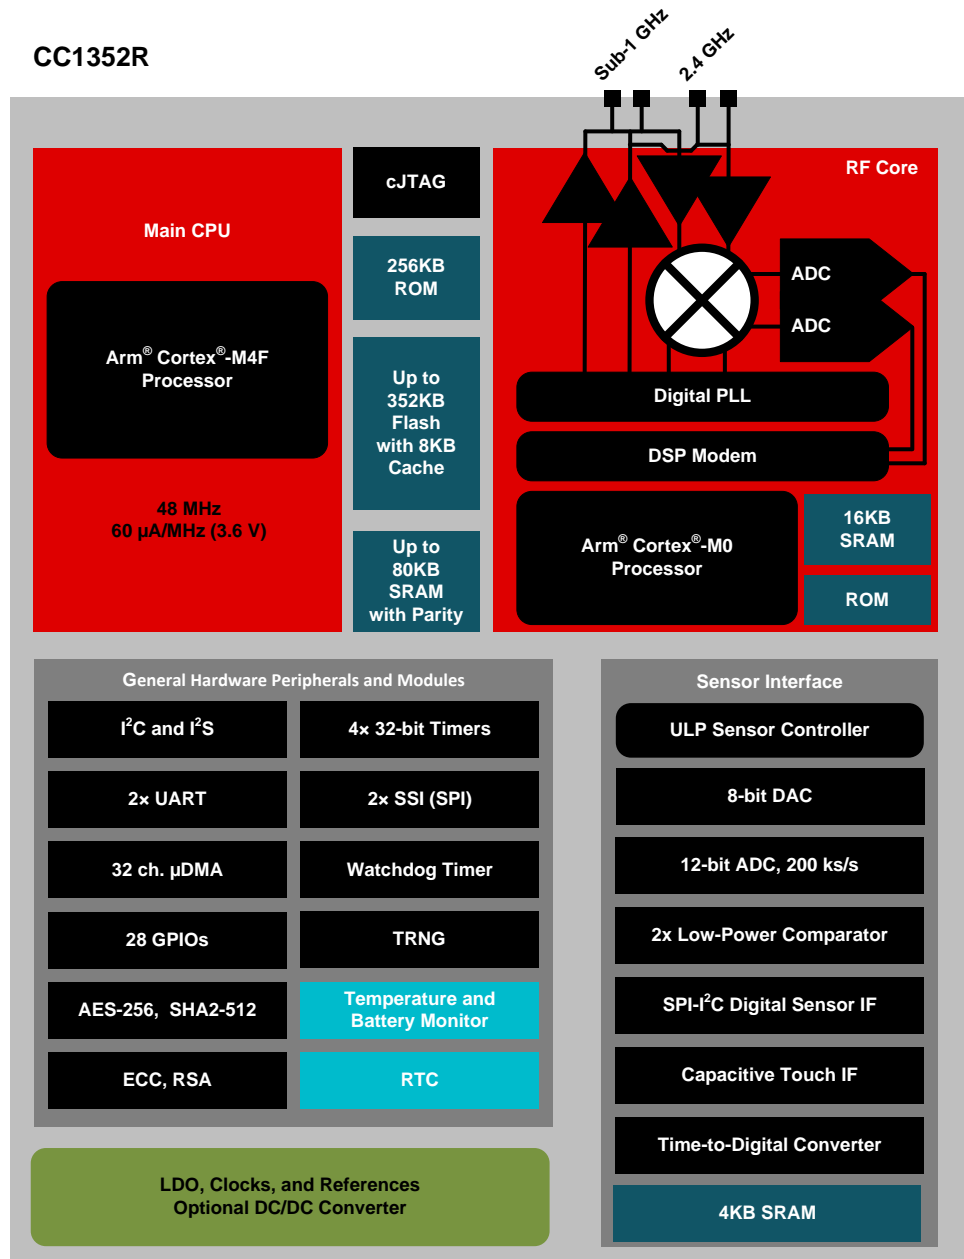 CC1352R
Sub-1 GHz
2.4 GHz
Main CPU
Arm® Cortex®-M4F
Processor
48 MHz
60 µA/MHz (3.6 V)
cJTAG
256KB
ROM
Up to
352KB
Flash
with 8KB
Cache
Up to
80KB
SRAM
with Parity
RF Core
ADC
ADC
Digital PLL
DSP Modem
Arm® Cortex®-M0
Processor
16KB
SRAM
ROM
General Hardware Peripherals and Modules
I²C and I²S
4× 32-bit Timers
2× UART
2× SSI (SPI)
32 ch. µDMA
Watchdog Timer
28 GPIOs
TRNG
AES-256, SHA2-512
Temperature and
Battery Monitor
ECC, RSA
RTC
LDO, Clocks, and References
Optional DC/DC Converter
Sensor Interface
ULP Sensor Controller
8-bit DAC
12-bit ADC, 200 ks/s
2x Low-Power Comparator
SPI-I²C Digital Sensor IF
Capacitive Touch IF
Time-to-Digital Converter
4KB SRAM